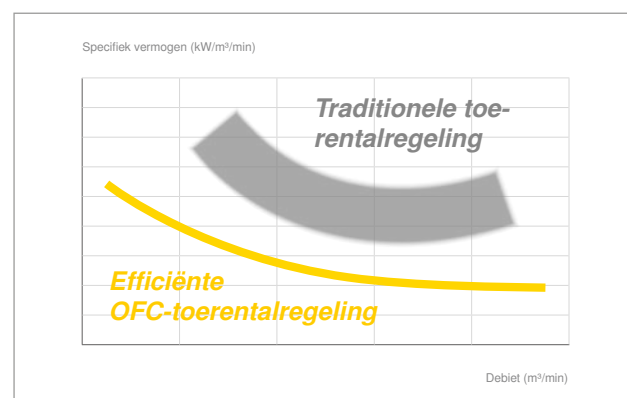 Specifiek vermogen (kW/m³/min)
Traditionele toe-
rentalregeling
Efficiënte
OFC-toerentalregeling
Debiet (m³/min)